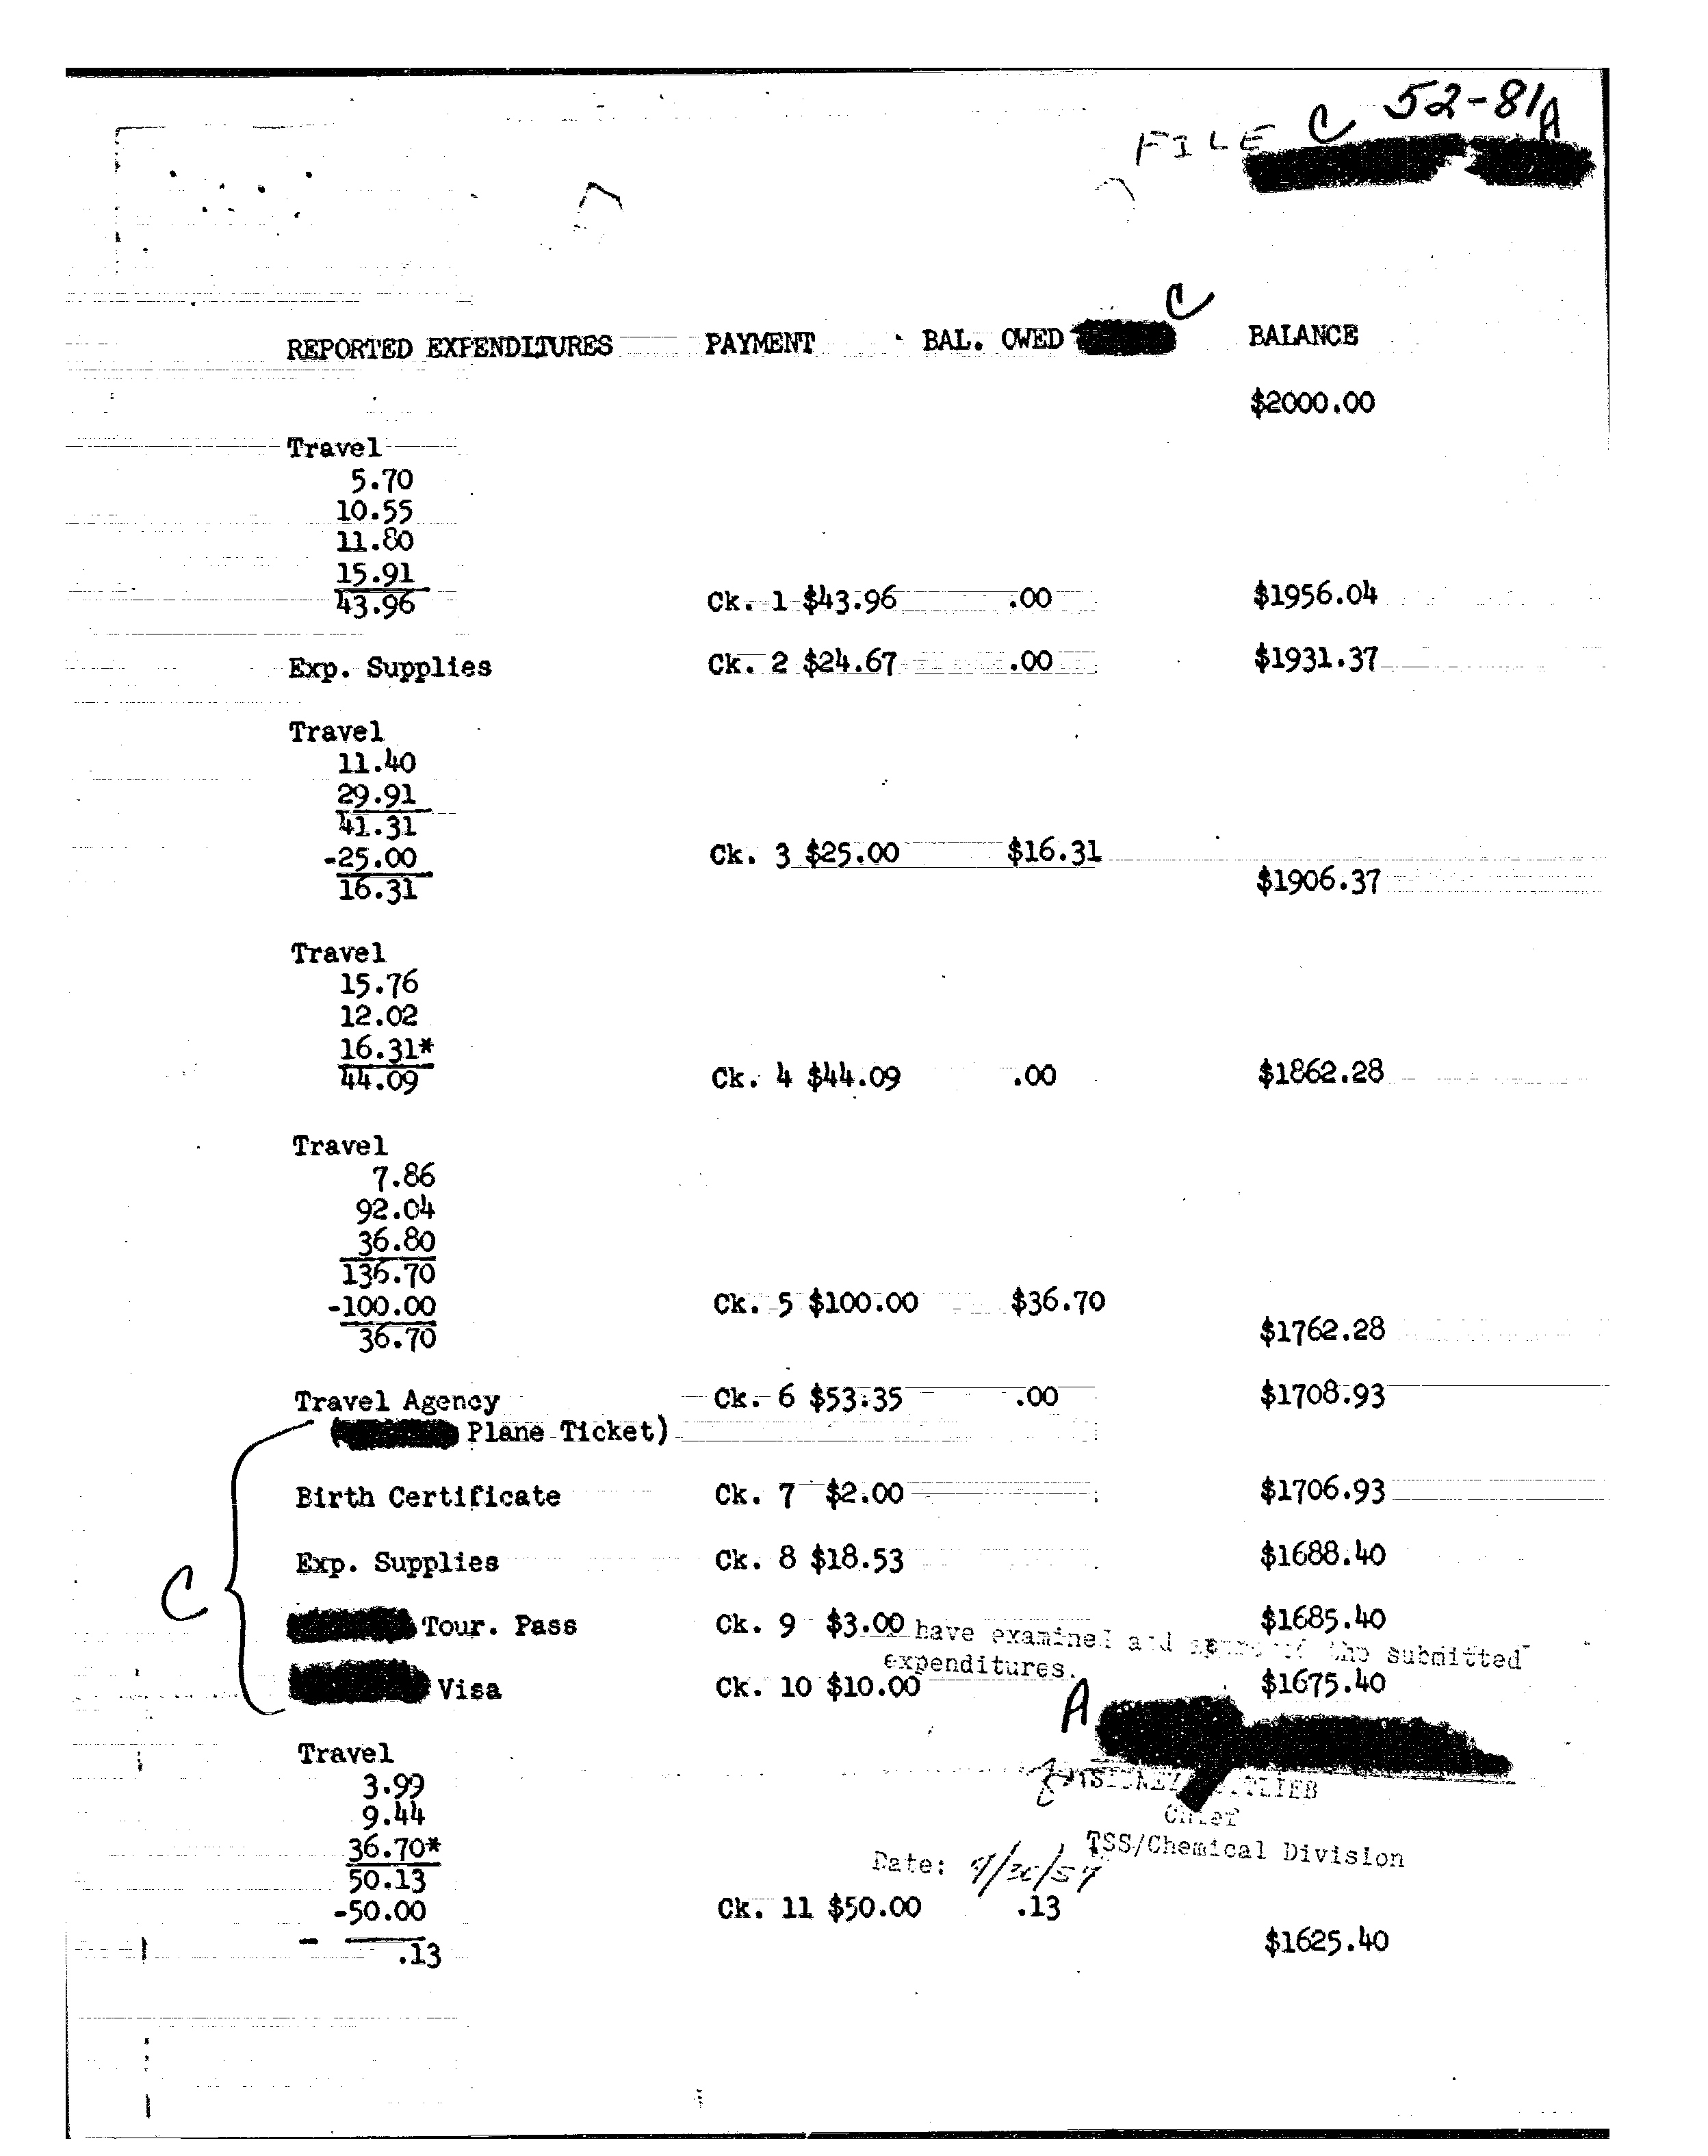 52-81
FILE C A
C
REPORTED EXPENDITURES PAYMENT BAL. OWED BALANCE
$2000.00
Travel
5.70
10.55
11.80
15.91
43.96 Ck. 1 $43.96 .00 $1956.04
Exp. Supplies Ck. 2 $24.67 .00 $1931.37
Travel
11.40
29.91
41.31
-25.00 Ck. 3 $25.00 $16.31
16.31 $1906.37
Travel
15.76
12.02
16.31*
44.09 Ck. 4 $44.09 .00 $1862.28
Travel
7.86
92.04
36.80
136.70
-100.00 Ck. 5 $100.00 $36.70
36.70 $1762.28
Travel Agency Ck. 6 $53.35 .00 $1708.93
( Plane Ticket)
Birth Certificate Ck. 7 $2.00 $1706.93
Exp. Supplies Ck. 8 $18.53 $1688.40
C
Tour. Pass Ck. 9 $3.00 $1685.40
have examined and the submitted
expenditures.
Visa Ck. 10 $10.00 $1675.40
A
Travel
3.99
9.44
36.70*
50.13
-50.00 Ck. 11 $50.00 .13
.13 $1625.40
SIDNEY
Chief
TSS/Chemical Division
Date: